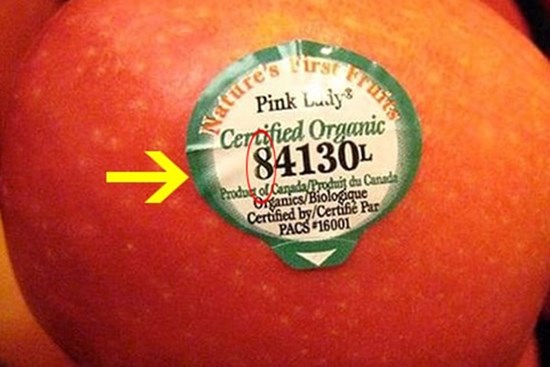 Nature's First Fruits
Pink Lady®
Certified Organic
84130L
Product of Canada/Produit du Canada
Organics/Biologique
Certified by/Certifié Par
PACS #16001